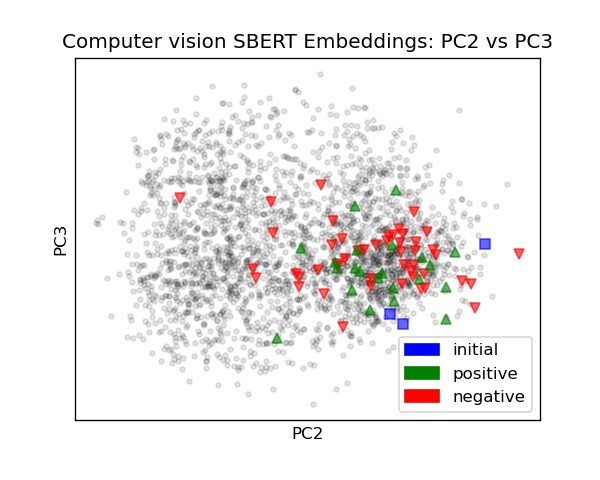 Computer vision SBERT Embeddings: PC2 vs PC3
PC3
initial
positive
negative
PC2